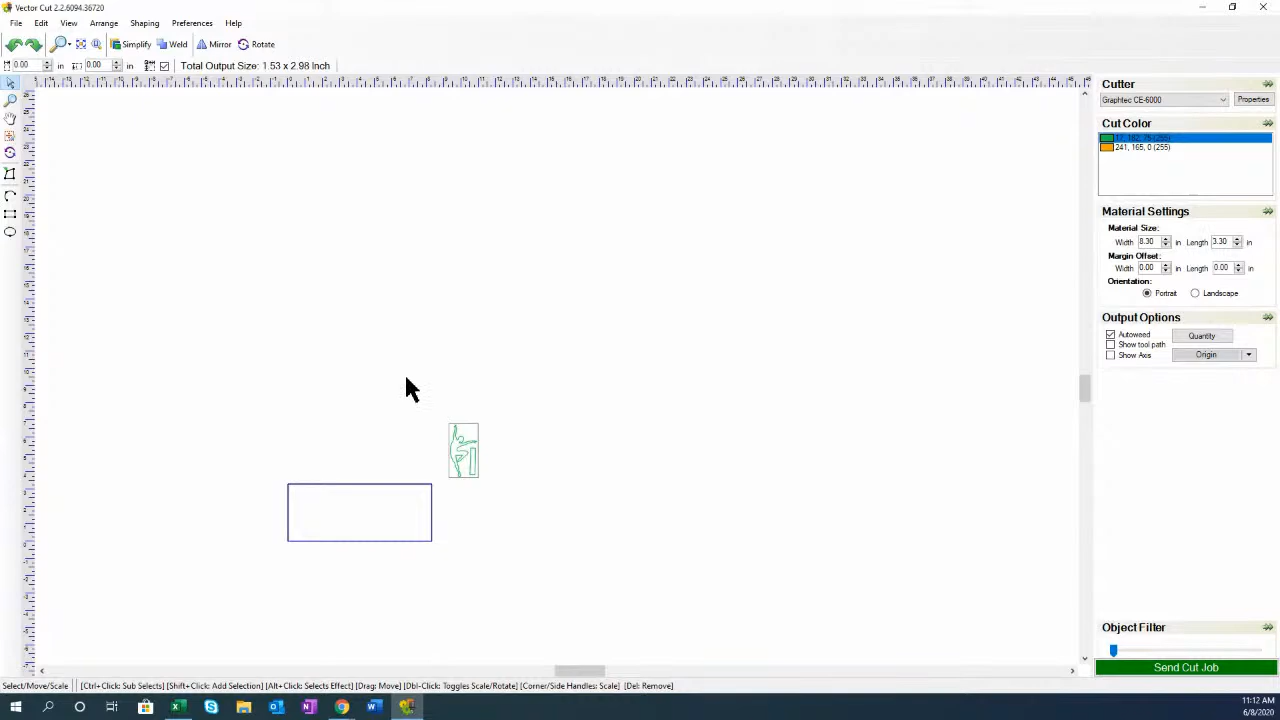 Vector Cut 2.2.6094.36720
File Edit View Arrange Shaping Preferences Help
Simplify Weld Mirror Rotate
0.00 in 0.00 in Total Output Size: 1.53 x 2.98 Inch
Cutter
Graphtec CE-6000 Properties
Cut Color
17, 162, 75 (255)
241, 165, 0 (255)
Material Settings
Material Size:
Width 8.30 in Length 3.30 in
Margin Offset:
Width 0.00 in Length 0.00 in
Orientation:
Portrait Landscape
Output Options
Autoweed Quantity
Show tool path
Show Axis Origin
Object Filter
Send Cut Job
Select/Move/Scale [Ctrl+Click: Sub Selects] [Shift+Click: Add Selection] [Alt+Click: Selects Effect] [Drag: Move] [Dbl-Click: Toggles Scale/Rotate] [Corner/Side Handles: Scale] [Del: Remove]
11:12 AM
6/8/2020